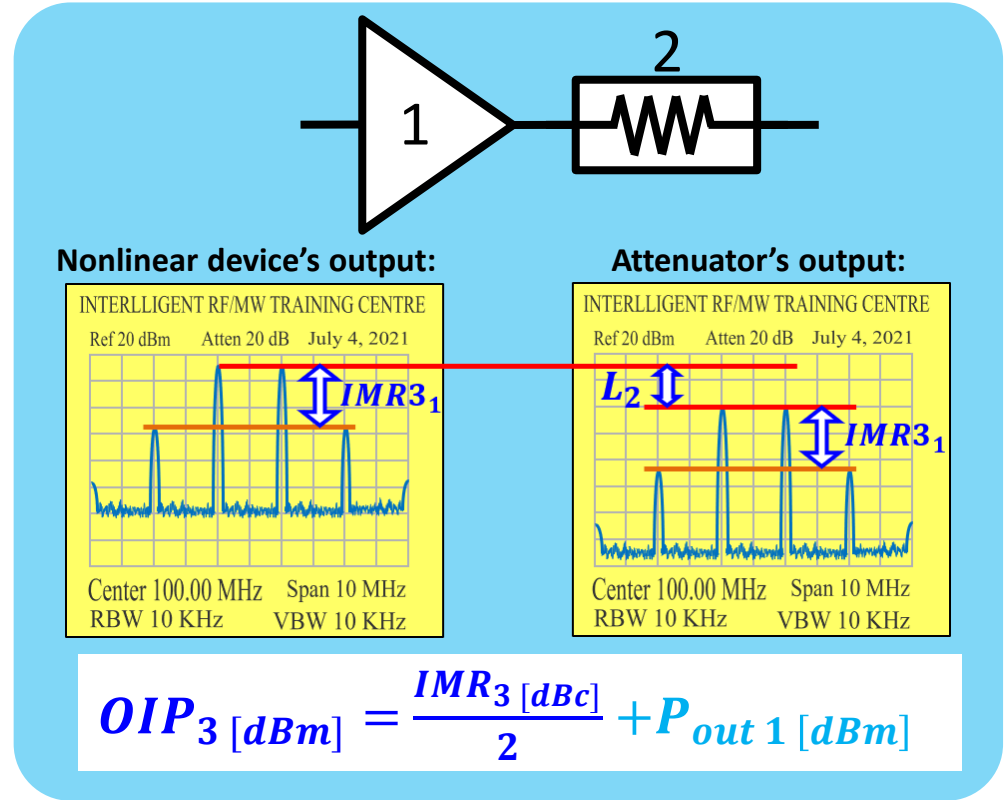 1
2
Nonlinear device's output:
INTERLLIGENT RF/MW TRAINING CENTRE
Ref 20 dBm Atten 20 dB July 4, 2021
IMR3₁
Center 100.00 MHz Span 10 MHz
RBW 10 KHz VBW 10 KHz
Attenuator's output:
INTERLLIGENT RF/MW TRAINING CENTRE
Ref 20 dBm Atten 20 dB July 4, 2021
L₂
IMR3₁
Center 100.00 MHz Span 10 MHz
RBW 10 KHz VBW 10 KHz
OIP₃ [dBm] = IMR₃ [dBc] / 2 + P out 1 [dBm]